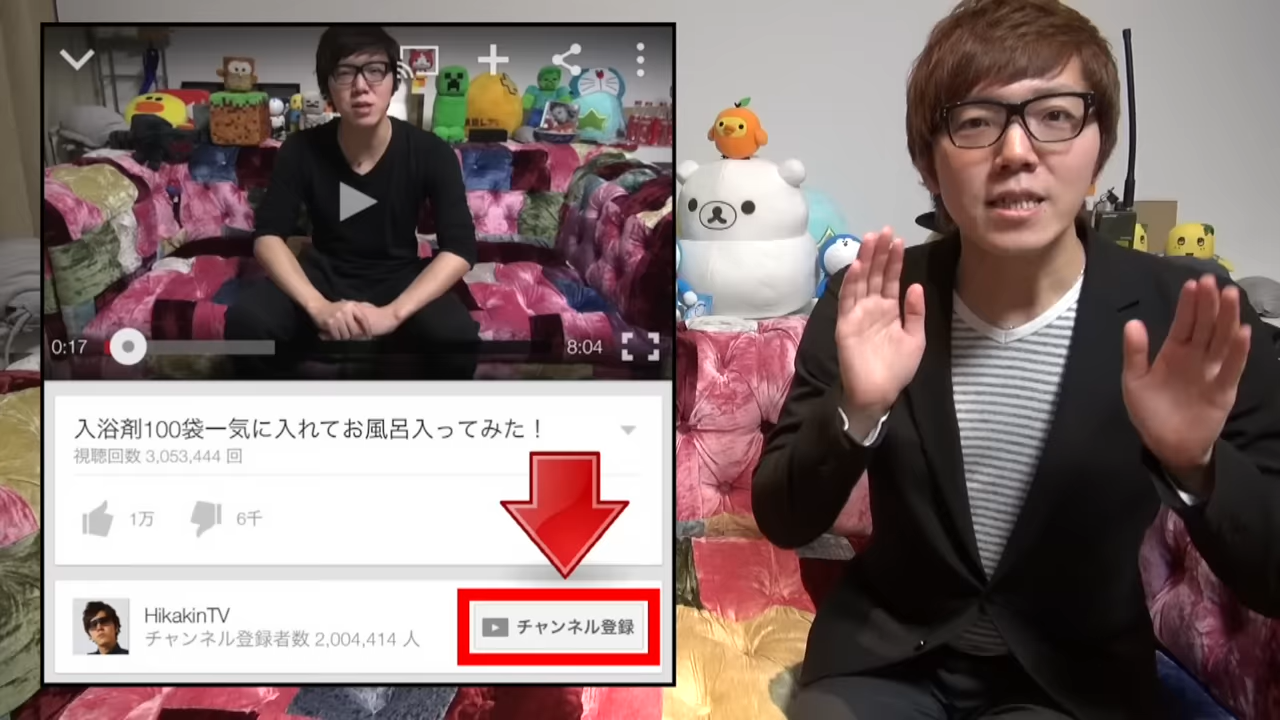 0:17
8:04
入浴剤100袋一気に入れてお風呂入ってみた！
視聴回数 3,053,444 回
1万
6千
HikakinTV
チャンネル登録者数 2,004,414 人
チャンネル登録